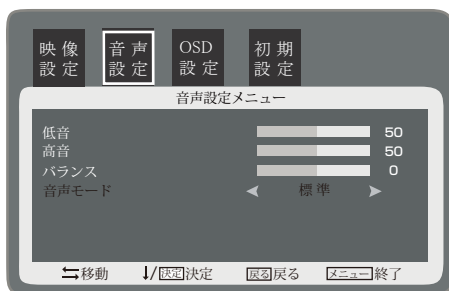 映像 音声 OSD 初期
設定 設定 設定 設定
音声設定メニュー
低音 50
高音 50
バランス 0
音声モード ◀ 標準 ▶
⇆移動 ↓/決定決定 戻る戻る メニュー終了